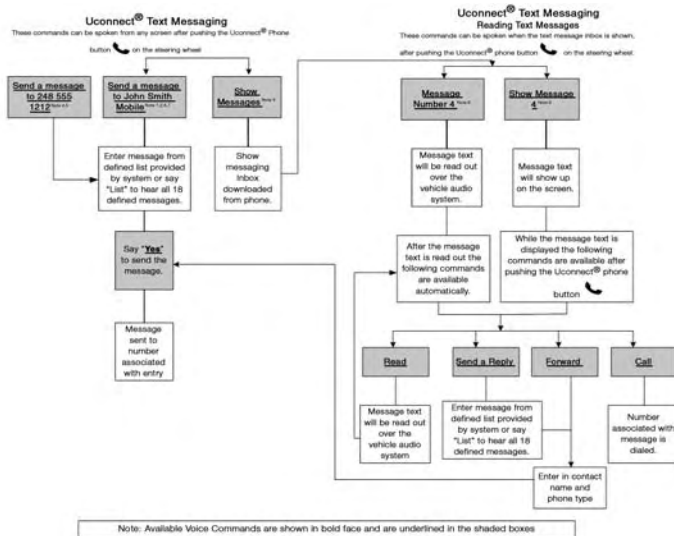 Uconnect® Text Messaging
These commands can be spoken from any screen after pushing the Uconnect® Phone
button on the steering wheel
Send a message
to 248 555
1212
Send a message
to John Smith
Mobile
Show
Messages
Enter message from
defined list provided
by system or say
"List" to hear all 18
defined messages.
Show
messaging
Inbox
downloaded
from phone.
Say "Yes"
to send the
message.
Message
sent to
number
associated
with entry
Uconnect® Text Messaging
Reading Text Messages
These commands can be spoken when the text message inbox is shown,
after pushing the Uconnect® phone button on the steering wheel.
Message
Number 4
Show Message
4
Message text
will be read out
over the
vehicle audio
system.
Message text
will show up
on the screen.
After the
message
text is read out the
following commands
are available
automatically.
While the message text is
displayed the following
commands are available after
pushing the Uconnect® phone
button
Read
Send a Reply
Forward
Call
Message text
will be read out
over the
vehicle audio
system
Enter message from
defined list provided
by system or say
"List" to hear all 18
defined messages.
Number
associated with
message is
dialed.
Enter in contact
name and
phone type
Note: Available Voice Commands are shown in bold face and are underlined in the shaded boxes